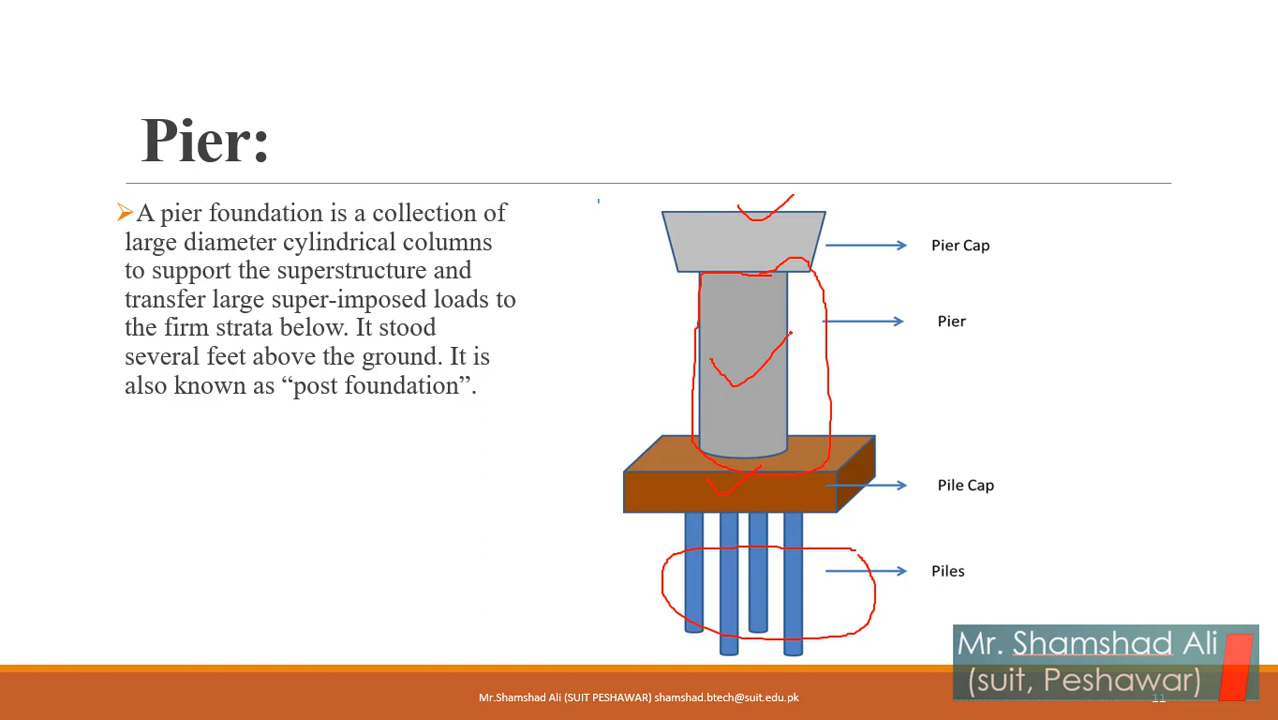 Pier:
A pier foundation is a collection of
large diameter cylindrical columns
to support the superstructure and
transfer large super-imposed loads to
the firm strata below. It stood
several feet above the ground. It is
also known as “post foundation”.
Pier Cap
Pier
Pile Cap
Piles
Mr. Shamshad Ali
(suit, Peshawar)
Mr.Shamshad Ali (SUIT PESHAWAR) shamshad.btech@suit.edu.pk
11